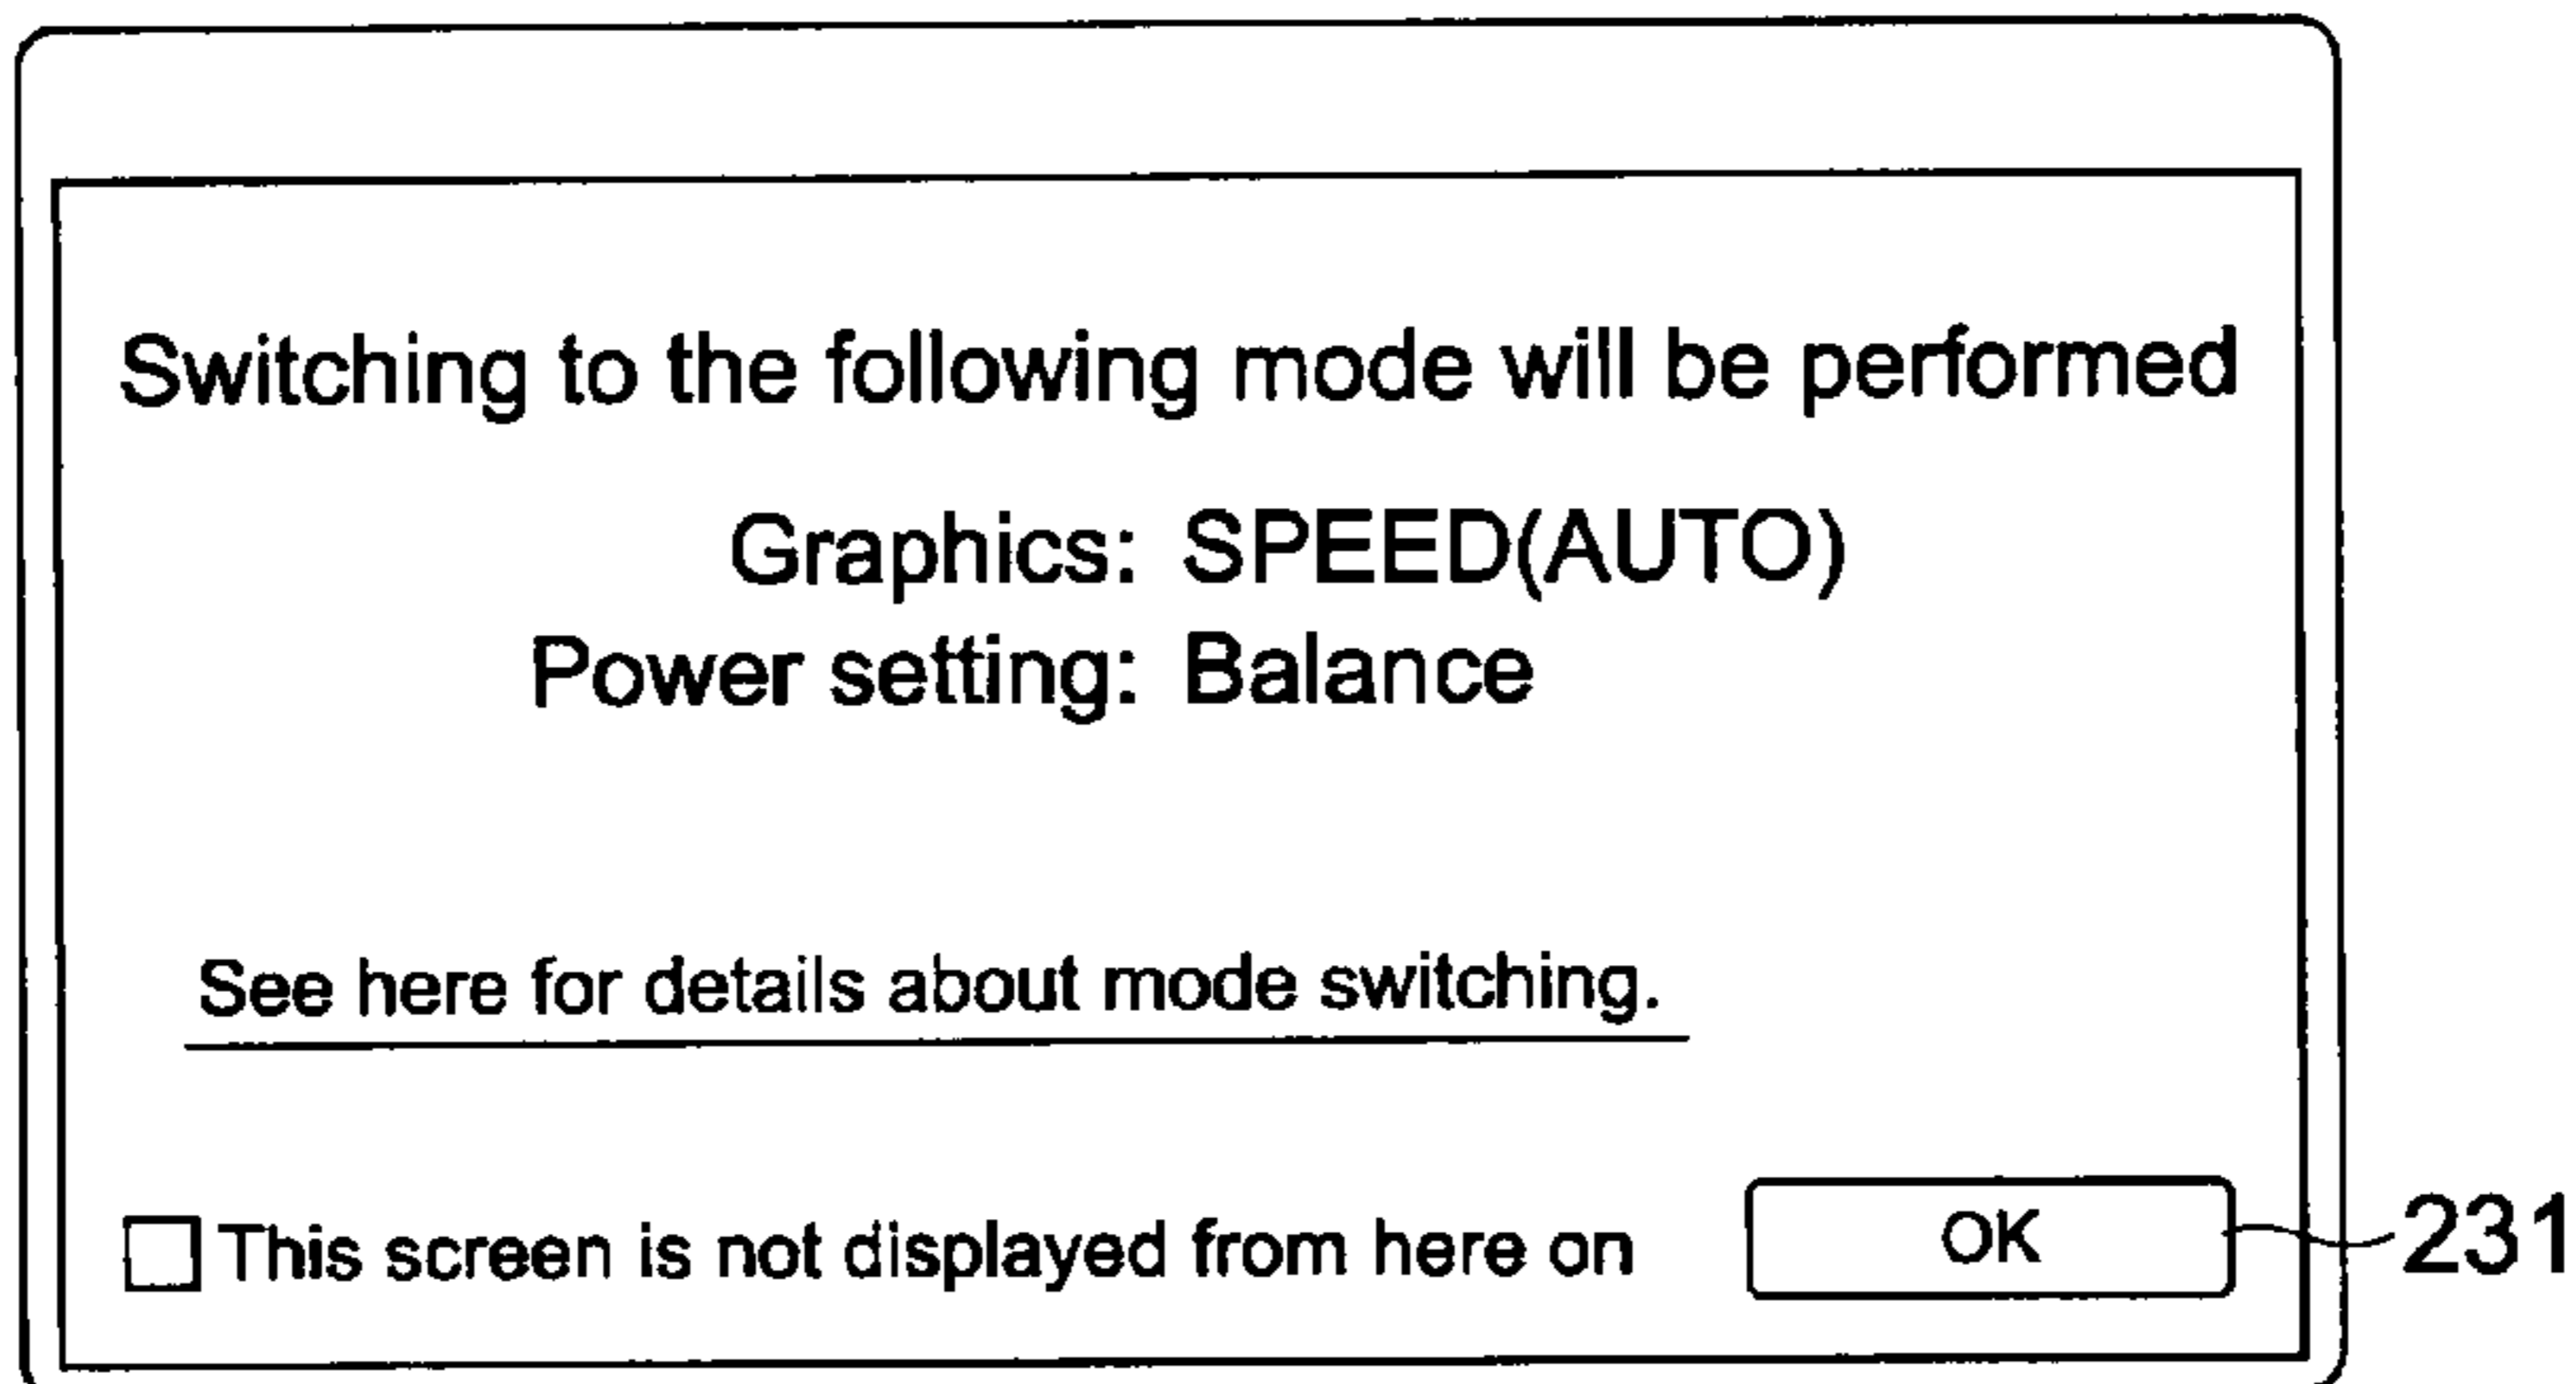 Switching to the following mode will be performed
Graphics: SPEED(AUTO)
Power setting: Balance
See here for details about mode switching.
This screen is not displayed from here on
OK
231